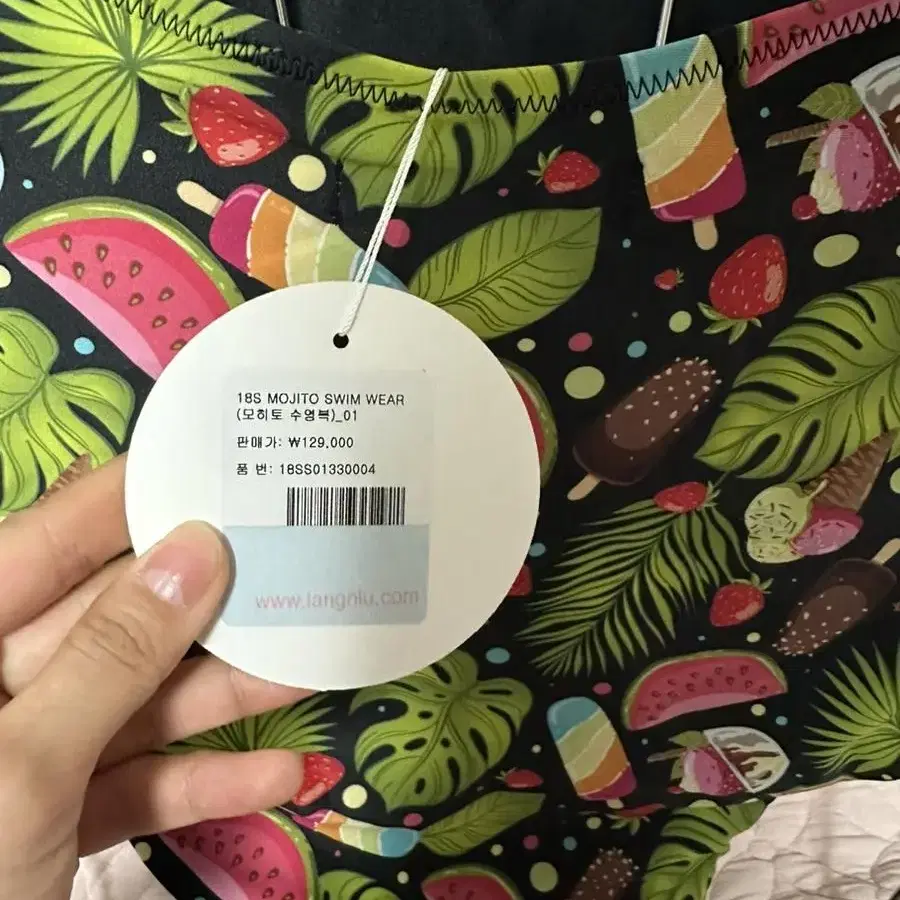 18S MOJITO SWIM WEAR
(모히토 수영복)_01
판매가: ₩129,000
품 번: 18SS01330004
www.langnlu.com